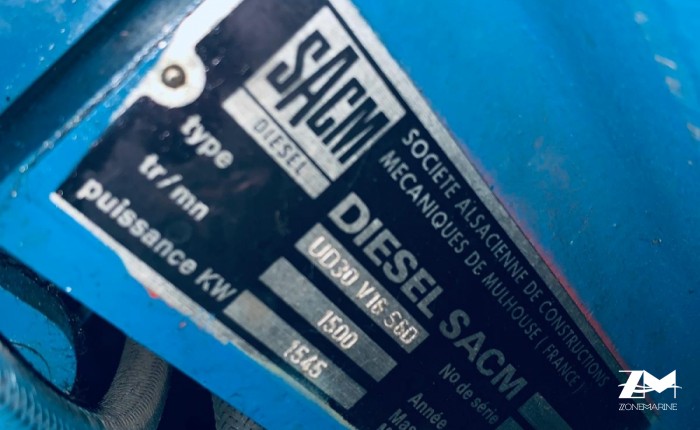 SACM
DIESEL
SOCIETE ALSACIENNE DE CONSTRUCTIONS
MECANIQUES DE MULHOUSE (FRANCE)
DIESEL SACM
type UD30 V16 S6D
tr/mn 1500
puissance KW 1545
No de série
Année
ZM
ZONEMARINE